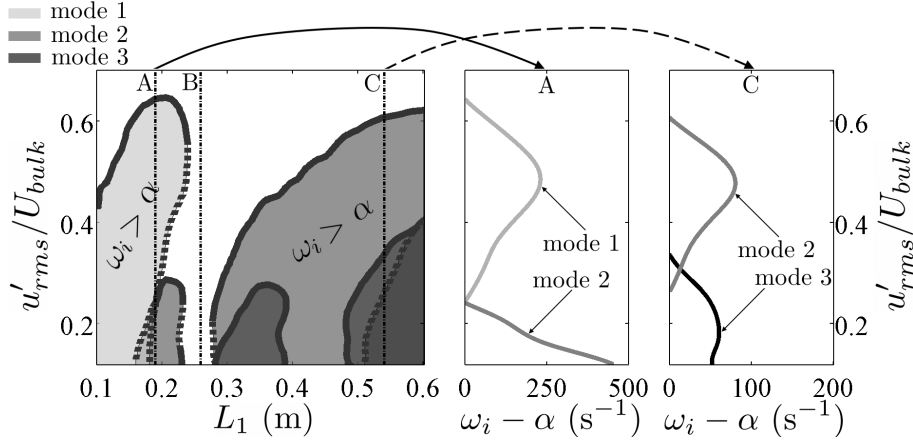 mode 1
mode 2
mode 3
A B C
A
C
u'rms/Ubulk
0.6
0.4
0.2
ωi > α
ωi > α
mode 1
mode 2
mode 2
mode 3
0.6
0.4
0.2
u'rms/Ubulk
0.1 0.2 0.3 0.4 0.5 0.6
0 250 500
0 100 200
L1 (m)
ωi − α (s−1)
ωi − α (s−1)